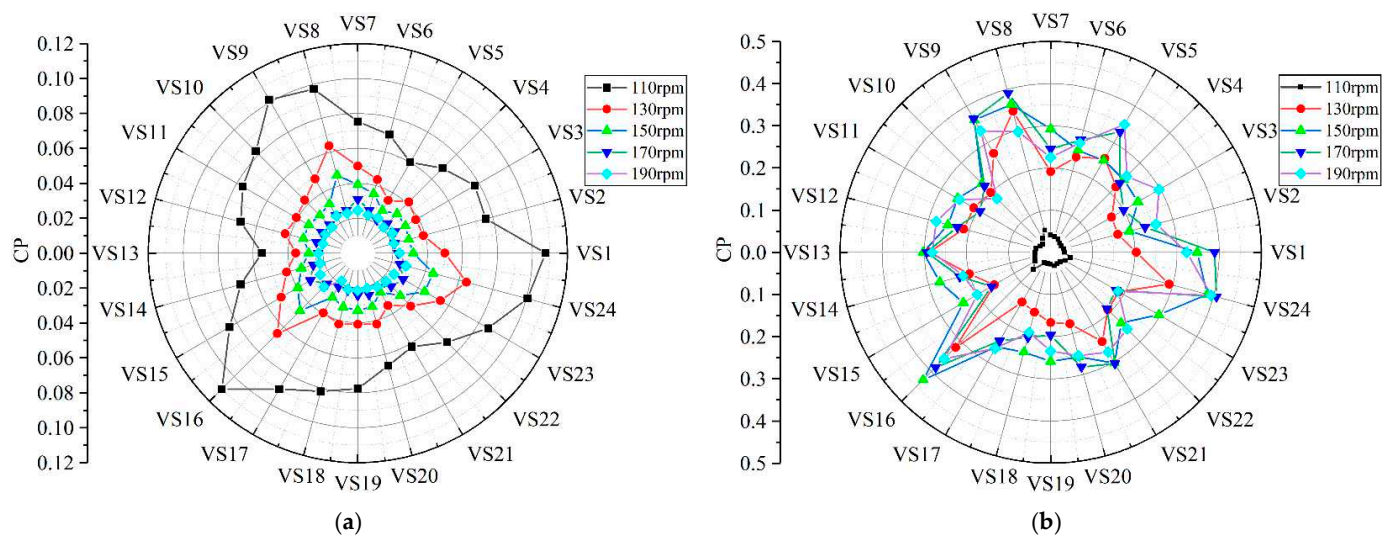 VS7
VS8
VS6
VS9
VS5
VS10
VS4
VS11
VS3
VS12
VS2
VS13
VS1
VS14
VS24
VS15
VS23
VS16
VS22
VS17
VS21
VS18
VS20
VS19
0.12
0.10
0.08
0.06
0.04
0.02
0.00
0.02
0.04
0.06
0.08
0.10
0.12
CP
110rpm
130rpm
150rpm
170rpm
190rpm
(a)
VS7
VS8
VS6
VS9
VS5
VS10
VS4
VS11
VS3
VS12
VS2
VS13
VS1
VS14
VS24
VS15
VS23
VS16
VS22
VS17
VS21
VS18
VS20
VS19
0.5
0.4
0.3
0.2
0.1
0.0
0.1
0.2
0.3
0.4
0.5
CP
110rpm
130rpm
150rpm
170rpm
190rpm
(b)